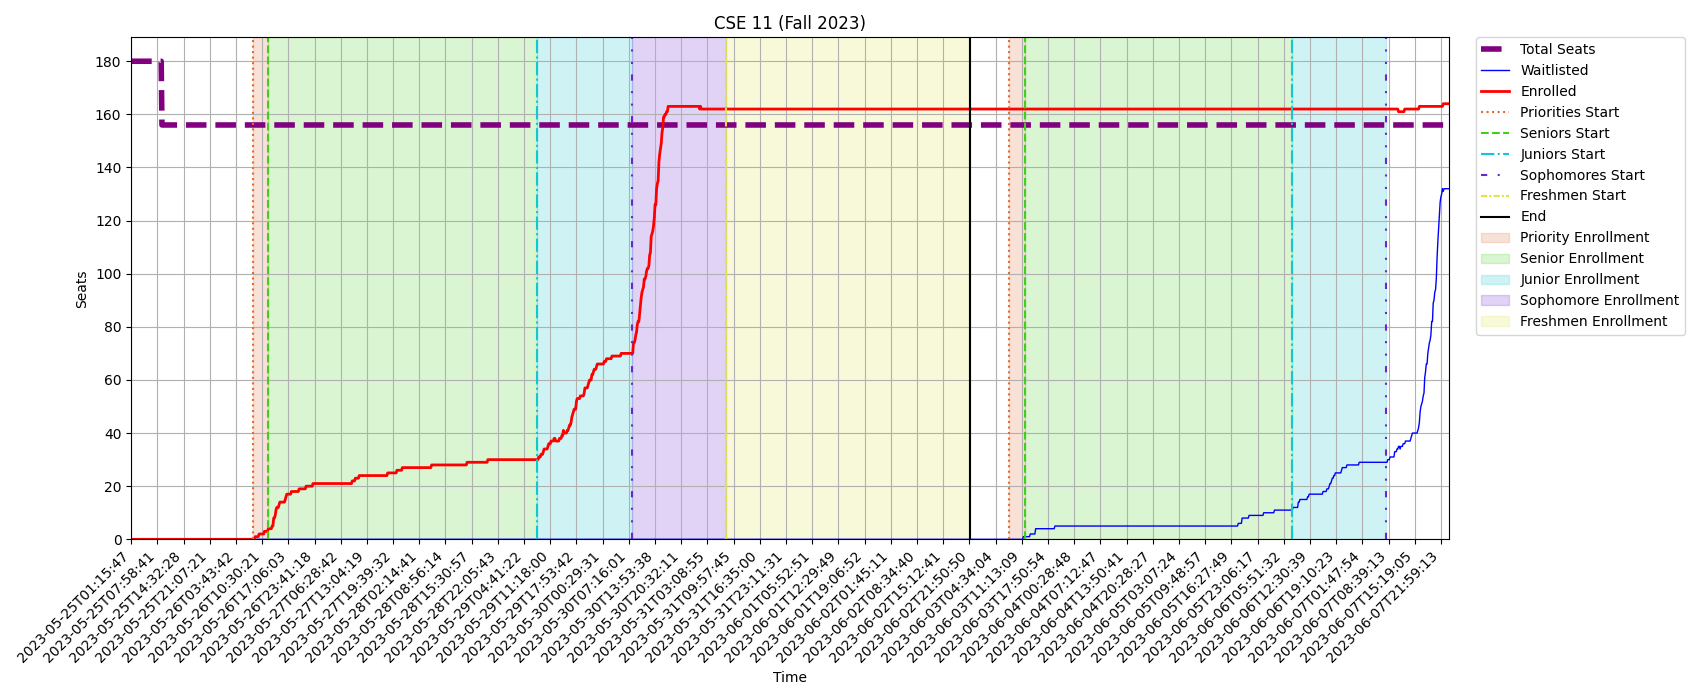 CSE 11 (Fall 2023)
Seats
180
160
140
120
100
80
60
40
20
0
2023-05-25T01:15:47
2023-05-25T07:58:41
2023-05-25T14:32:28
2023-05-25T21:07:21
2023-05-26T03:43:42
2023-05-26T10:30:21
2023-05-26T17:06:03
2023-05-26T23:41:18
2023-05-27T06:28:42
2023-05-27T13:04:19
2023-05-27T19:39:32
2023-05-28T02:14:41
2023-05-28T08:56:14
2023-05-28T15:30:57
2023-05-28T22:05:43
2023-05-29T04:41:22
2023-05-29T11:18:00
2023-05-29T17:53:42
2023-05-30T00:29:31
2023-05-30T07:16:01
2023-05-30T13:53:38
2023-05-30T20:32:11
2023-05-31T03:08:55
2023-05-31T09:57:45
2023-05-31T16:35:00
2023-05-31T23:11:31
2023-06-01T05:52:51
2023-06-01T12:29:49
2023-06-01T19:06:52
2023-06-02T01:45:11
2023-06-02T08:34:40
2023-06-02T15:12:41
2023-06-02T21:50:50
2023-06-03T04:34:04
2023-06-03T11:13:09
2023-06-03T17:50:54
2023-06-04T00:28:48
2023-06-04T07:12:47
2023-06-04T13:50:41
2023-06-04T20:28:27
2023-06-05T03:07:24
2023-06-05T09:48:57
2023-06-05T16:27:49
2023-06-05T23:06:17
2023-06-06T05:51:32
2023-06-06T12:30:39
2023-06-06T19:10:23
2023-06-07T01:47:54
2023-06-07T08:39:13
2023-06-07T15:19:05
2023-06-07T21:59:13
Time
Total Seats
Waitlisted
Enrolled
Priorities Start
Seniors Start
Juniors Start
Sophomores Start
Freshmen Start
End
Priority Enrollment
Senior Enrollment
Junior Enrollment
Sophomore Enrollment
Freshmen Enrollment